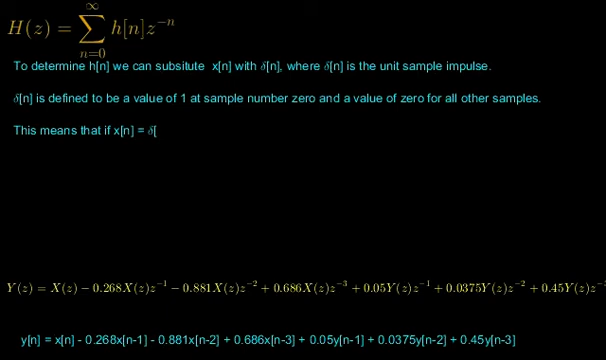 H(z) = ∞∑n=0 h[n]z⁻ⁿ
To determine h[n] we can subsitute x[n] with δ[n], where δ[n] is the unit sample impulse.
δ[n] is defined to be a value of 1 at sample number zero and a value of zero for all other samples.
This means that if x[n] = δ[
Y(z) = X(z) − 0.268X(z)z⁻¹ − 0.881X(z)z⁻² + 0.686X(z)z⁻³ + 0.05Y(z)z⁻¹ + 0.0375Y(z)z⁻² + 0.45Y(z)z⁻³
y[n] = x[n] - 0.268x[n-1] - 0.881x[n-2] + 0.686x[n-3] + 0.05y[n-1] + 0.0375y[n-2] + 0.45y[n-3]